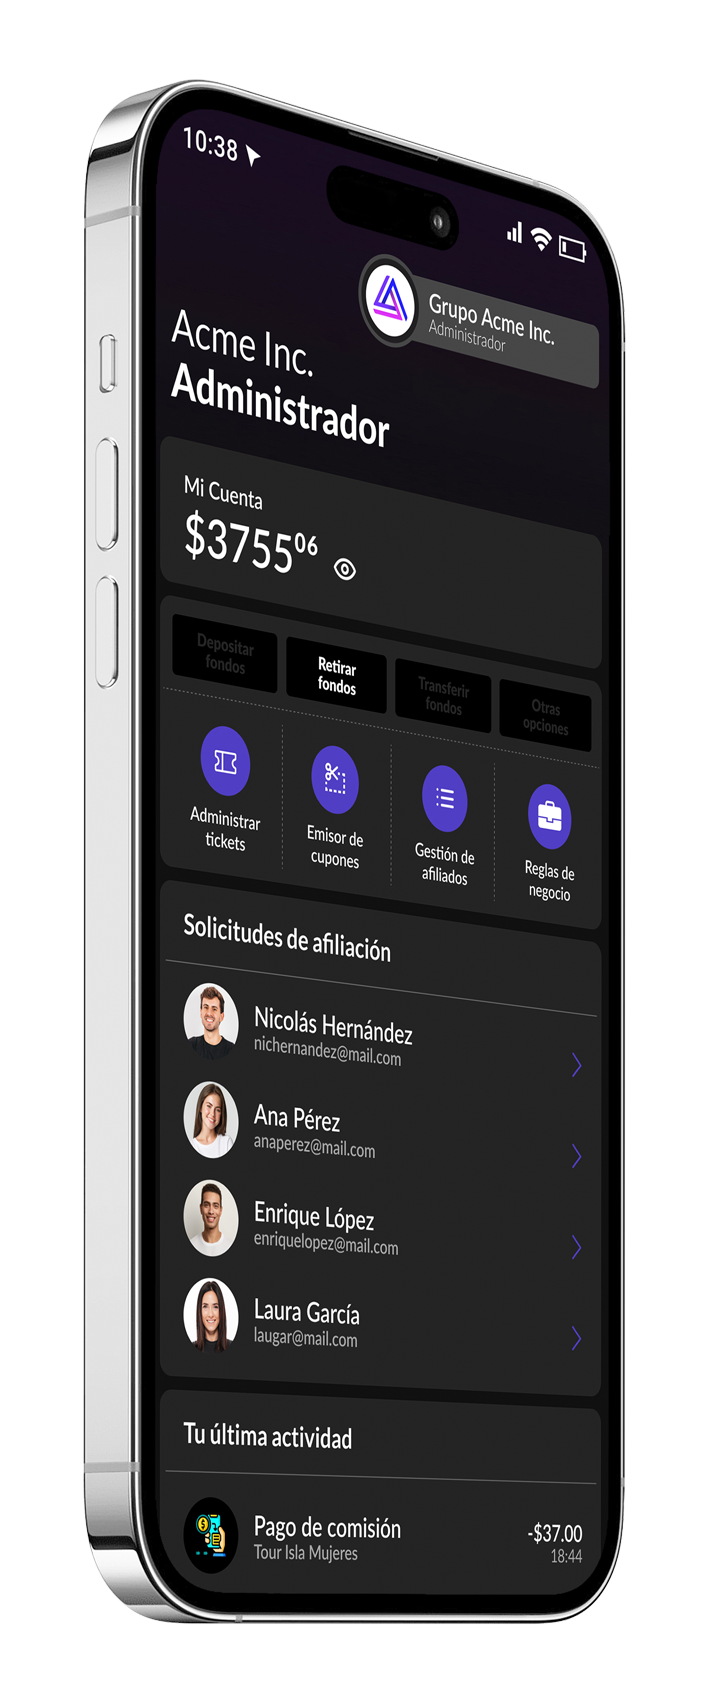 10:38
Grupo Acme Inc.
Administrador
Acme Inc.
Administrador
Mi Cuenta
$3755⁰⁶
Depositar
fondos
Retirar
fondos
Transferir
fondos
Otras
opciones
Administrar
tickets
Emisor de
cupones
Gestión de
afiliados
Reglas de
negocio
Solicitudes de afiliación
Nicolás Hernández
nichernandez@mail.com
Ana Pérez
anaperez@mail.com
Enrique López
enriquelopez@mail.com
Laura García
laugar@mail.com
Tu última actividad
Pago de comisión
-$37.00
Tour Isla Mujeres
18:44